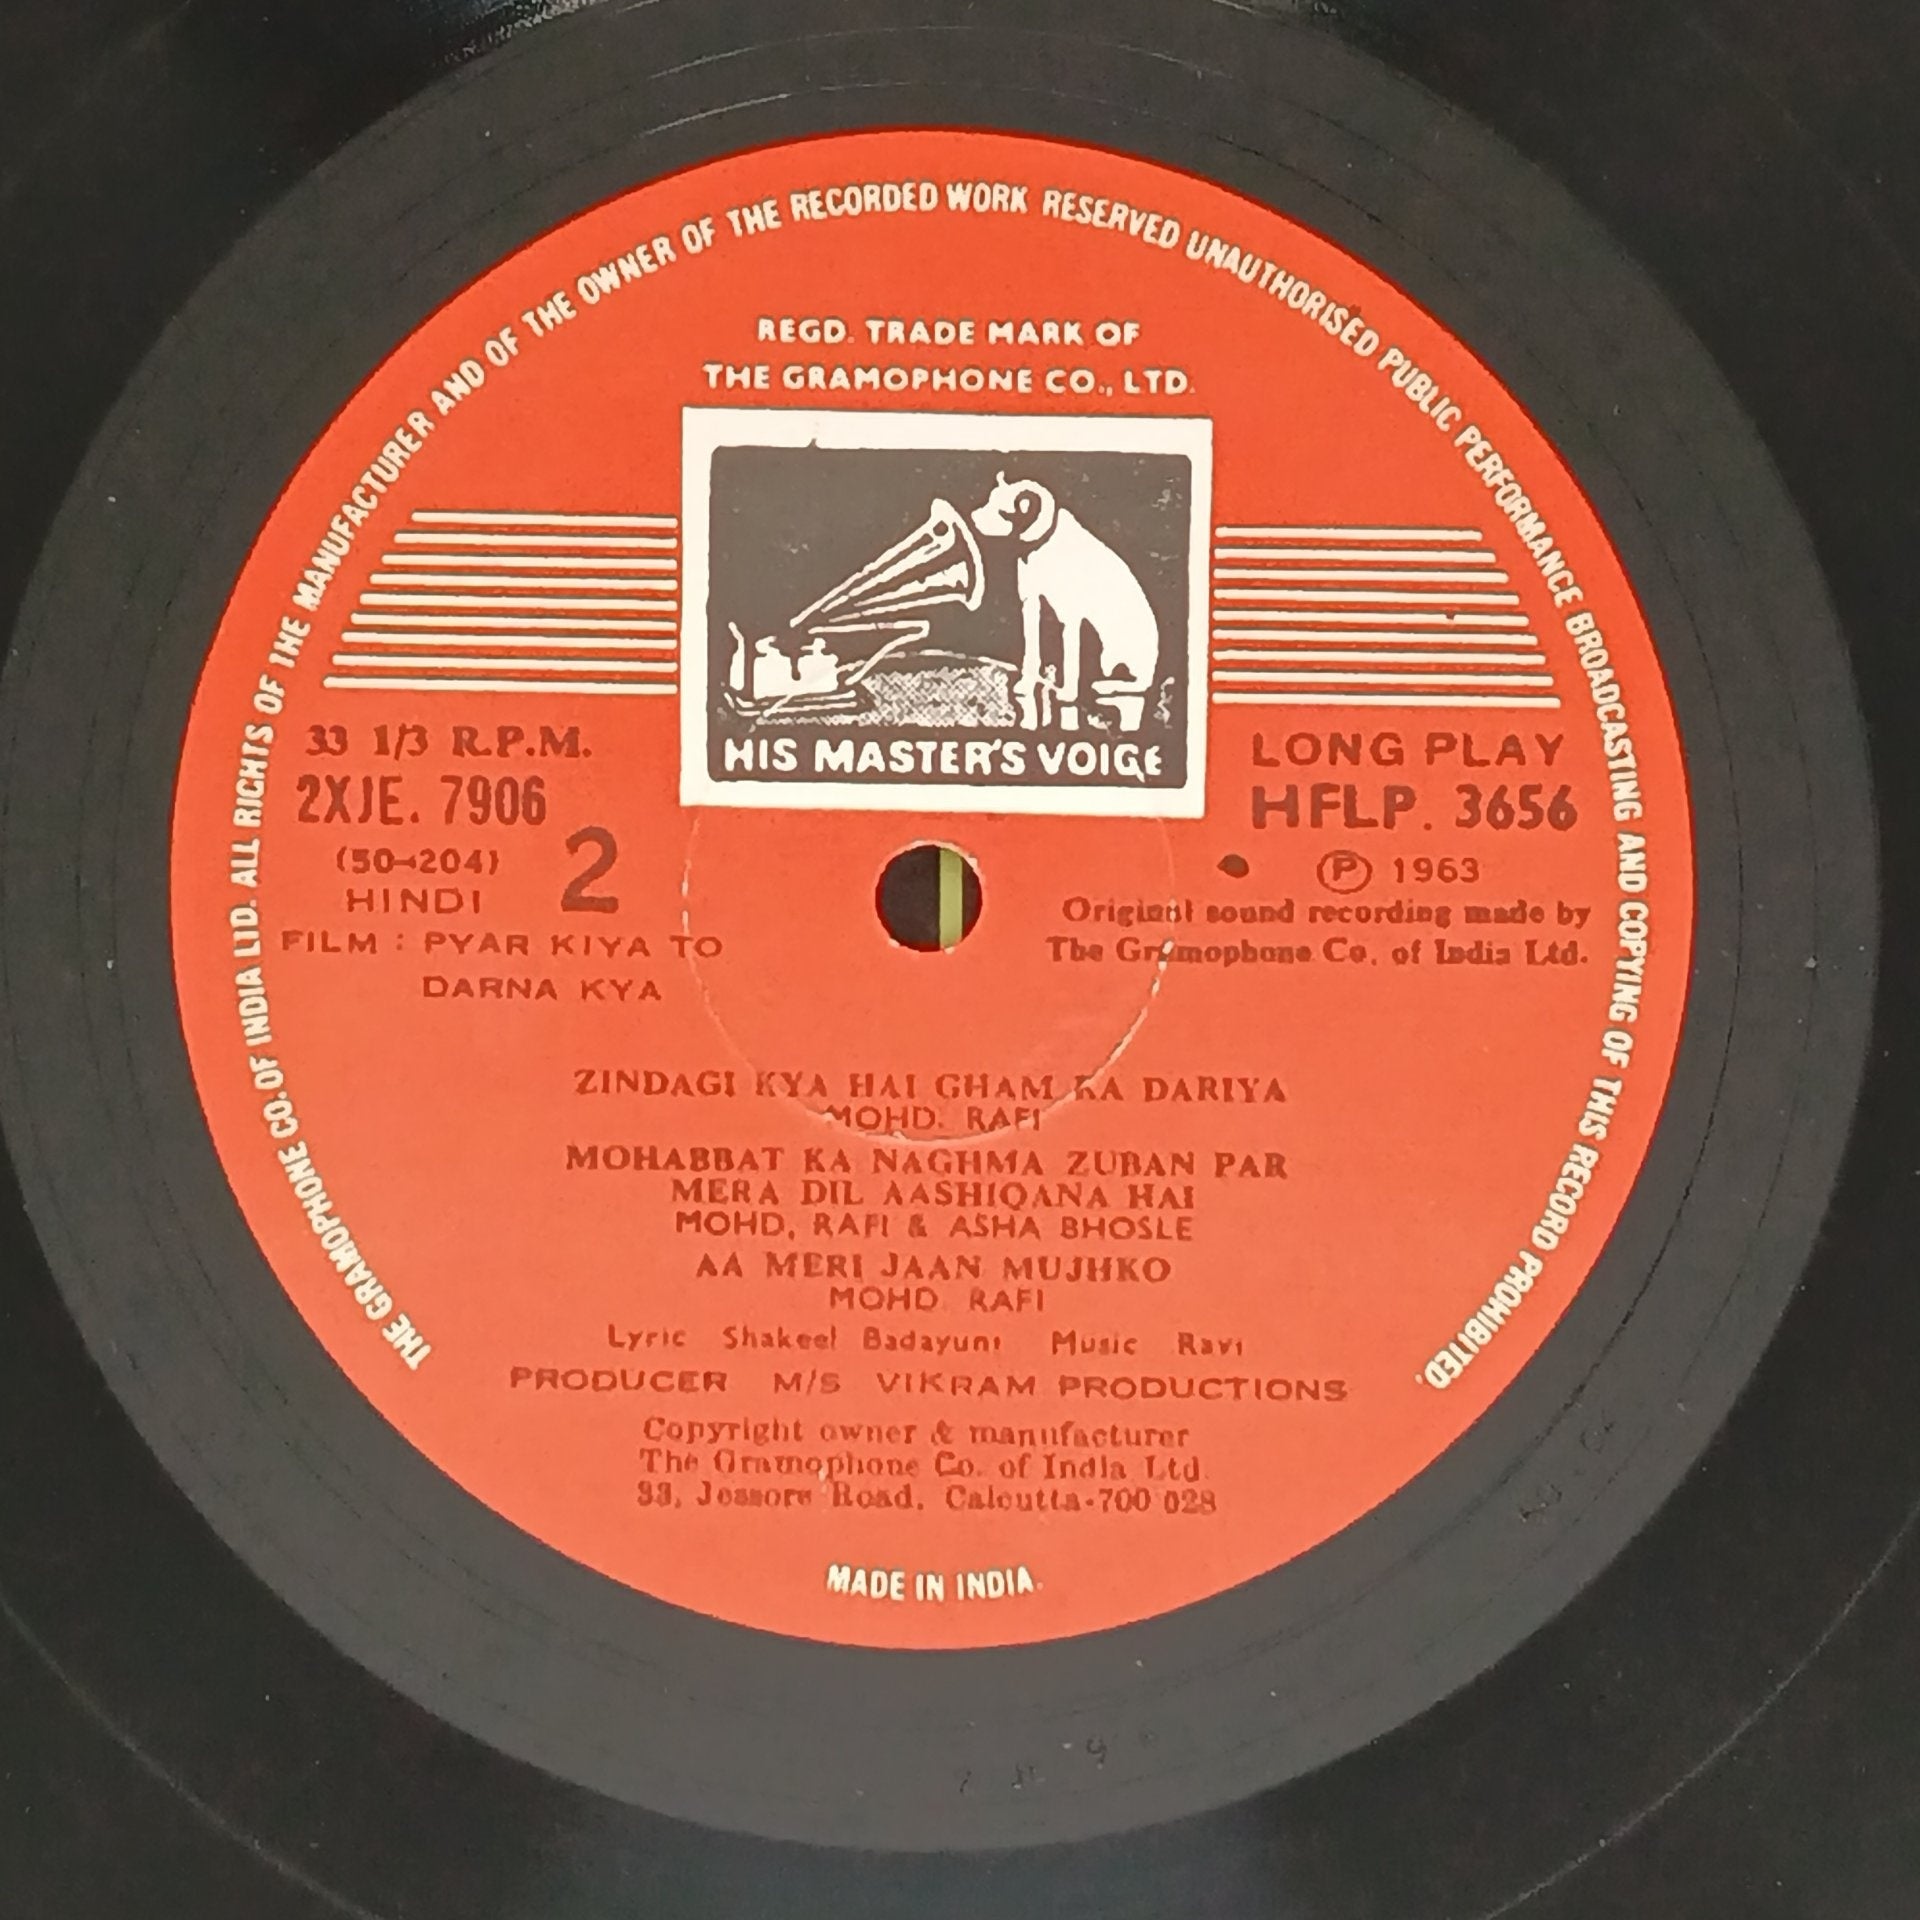 THE GRAMOPHONE CO. OF INDIA LTD. ALL RIGHTS OF THE MANUFACTURER AND OF THE OWNER OF THE RECORDED WORK RESERVED UNAUTHORISED PUBLIC PERFORMANCE BROADCASTING AND COPYING OF THIS RECORD PROHIBITED.
REGD. TRADE MARK OF
THE GRAMOPHONE CO., LTD.
HIS MASTER'S VOICE
33 1/3 R.P.M.
2XJE. 7906
(50-204)
2
HINDI
FILM : PYAR KIYA TO
DARNA KYA
LONG PLAY
HFLP. 3656
Ⓟ 1963
Original sound recording made by
The Gramophone Co. of India Ltd.
ZINDAGI KYA HAI GHAM KA DARIYA
MOHD. RAFI
MOHABBAT KA NAGHMA ZUBAN PAR
MERA DIL AASHIQANA HAI
MOHD. RAFI & ASHA BHOSLE
AA MERI JAAN MUJHKO
MOHD. RAFI
Lyric Shakeel Badayuni Music Ravi
PRODUCER M/S VIKRAM PRODUCTIONS
Copyright owner & manufacturer
The Gramophone Co. of India Ltd.
33, Jessore Road, Calcutta-700 028
MADE IN INDIA.